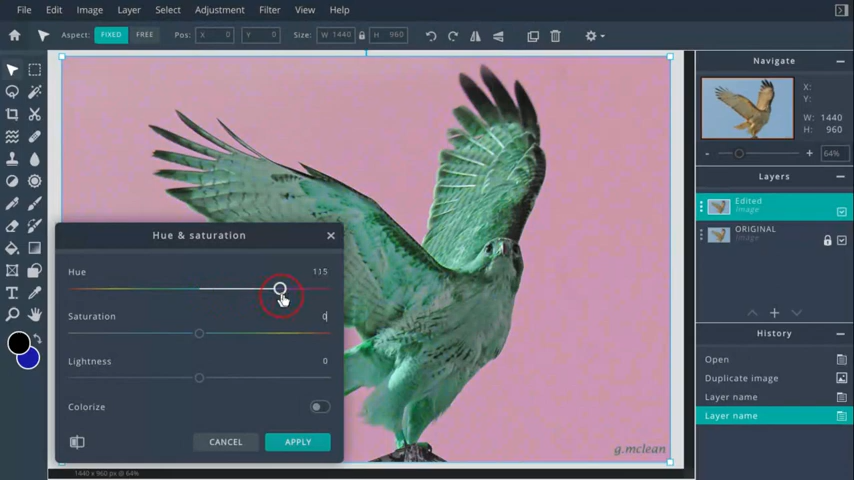 File Edit Image Layer Select Adjustment Filter View Help
Aspect: FIXED FREE Pos: X 0 Y 0 Size: W 1440 H 960
Navigate
X:
Y:
W: 1440
H: 960
- + 64%
Layers
Edited
Image
ORIGINAL
Image
History
Open
Duplicate image
Layer name
Layer name
Hue & saturation
Hue 115
Saturation 0
Lightness 0
Colorize
CANCEL APPLY
g.mclean
1440 x 960 px @ 64%